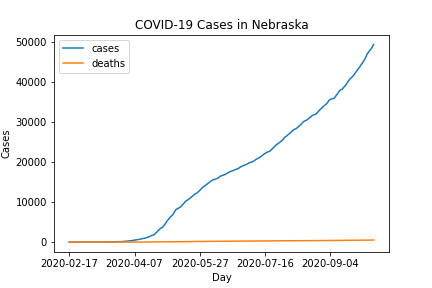 COVID-19 Cases in Nebraska
cases
deaths
50000
40000
30000
20000
10000
0
Cases
2020-02-17 2020-04-07 2020-05-27 2020-07-16 2020-09-04
Day